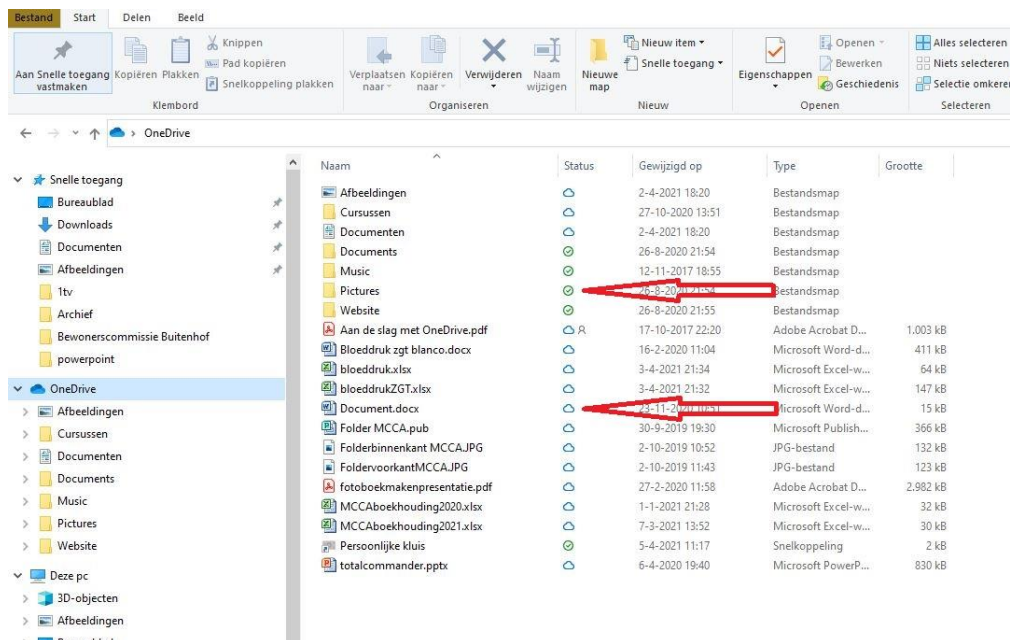 Bestand Start Delen Beeld
Aan Snelle toegang vastmaken
Kopiëren
Plakken
Knippen
Pad kopiëren
Snelkoppeling plakken
Klembord
Verplaatsen naar
Kopiëren naar
Verwijderen
Naam wijzigen
Organiseren
Nieuwe map
Nieuw item
Snelle toegang
Nieuw
Eigenschappen
Openen
Bewerken
Geschiedenis
Openen
Alles selecteren
Niets selecteren
Selectie omkeren
Selecteren
OneDrive
Snelle toegang
Bureaublad
Downloads
Documenten
Afbeeldingen
1tv
Archief
Bewonerscommissie Buitenhof
powerpoint
OneDrive
Afbeeldingen
Cursussen
Documenten
Documents
Music
Pictures
Website
Deze pc
3D-objecten
Afbeeldingen
Naam Status Gewijzigd op Type Grootte
Afbeeldingen 2-4-2021 18:20 Bestandsmap
Cursussen 27-10-2020 13:51 Bestandsmap
Documenten 2-4-2021 18:20 Bestandsmap
Documents 26-8-2020 21:54 Bestandsmap
Music 12-11-2017 18:55 Bestandsmap
Pictures 26-8-2020 21:54 Bestandsmap
Website 26-8-2020 21:55 Bestandsmap
Aan de slag met OneDrive.pdf 17-10-2017 22:20 Adobe Acrobat D... 1.003 kB
Bloeddruk zgt blanco.docx 16-2-2020 11:04 Microsoft Word-d... 411 kB
bloeddruk.xlsx 3-4-2021 21:34 Microsoft Excel-w... 64 kB
bloeddrukZGT.xlsx 3-4-2021 21:32 Microsoft Excel-w... 147 kB
Document.docx 23-11-2020 10:51 Microsoft Word-d... 15 kB
Folder MCCA.pub 30-9-2019 19:30 Microsoft Publish... 366 kB
Folderbinnenkant MCCA.JPG 2-10-2019 10:52 JPG-bestand 132 kB
FoldervoorkantMCCA.JPG 2-10-2019 11:43 JPG-bestand 123 kB
fotoboekmakenpresentatie.pdf 27-2-2020 11:58 Adobe Acrobat D... 2.982 kB
MCCAboekhouding2020.xlsx 1-1-2021 21:28 Microsoft Excel-w... 32 kB
MCCAboekhouding2021.xlsx 7-3-2021 13:52 Microsoft Excel-w... 30 kB
Persoonlijke kluis 5-4-2021 11:17 Snelkoppeling 2 kB
totalcommander.pptx 6-4-2020 19:40 Microsoft PowerP... 830 kB